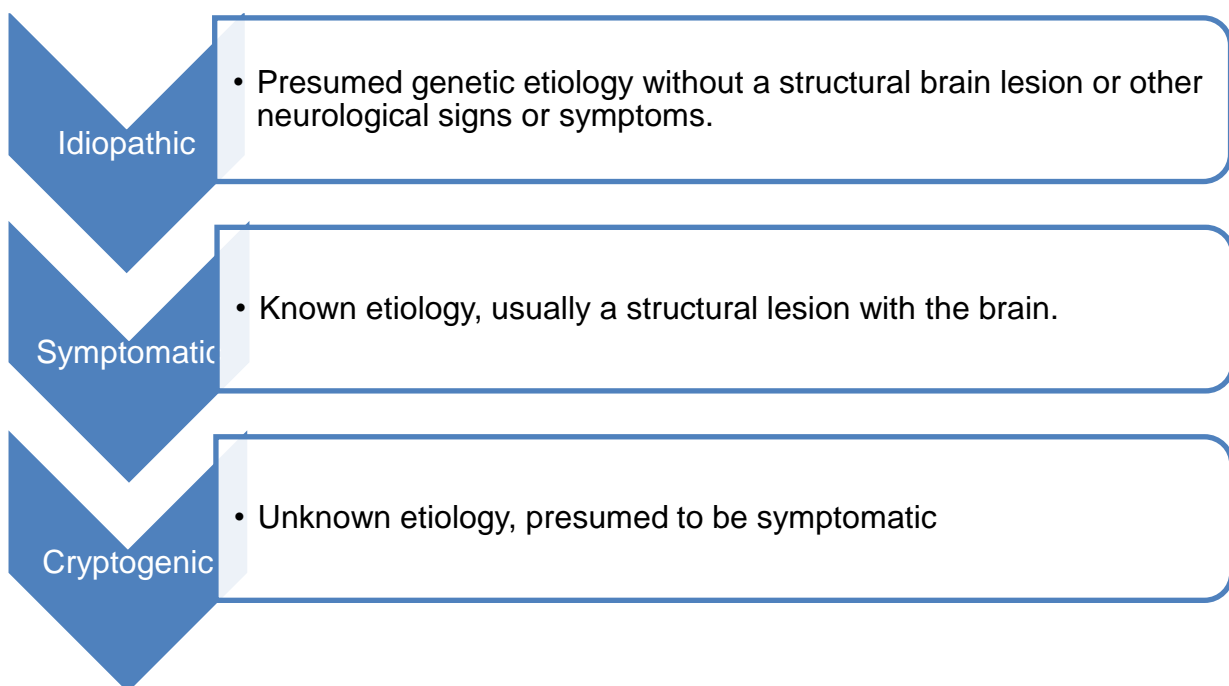 Idiopathic
• Presumed genetic etiology without a structural brain lesion or other
neurological signs or symptoms.
Symptomatic
• Known etiology, usually a structural lesion with the brain.
Cryptogenic
• Unknown etiology, presumed to be symptomatic